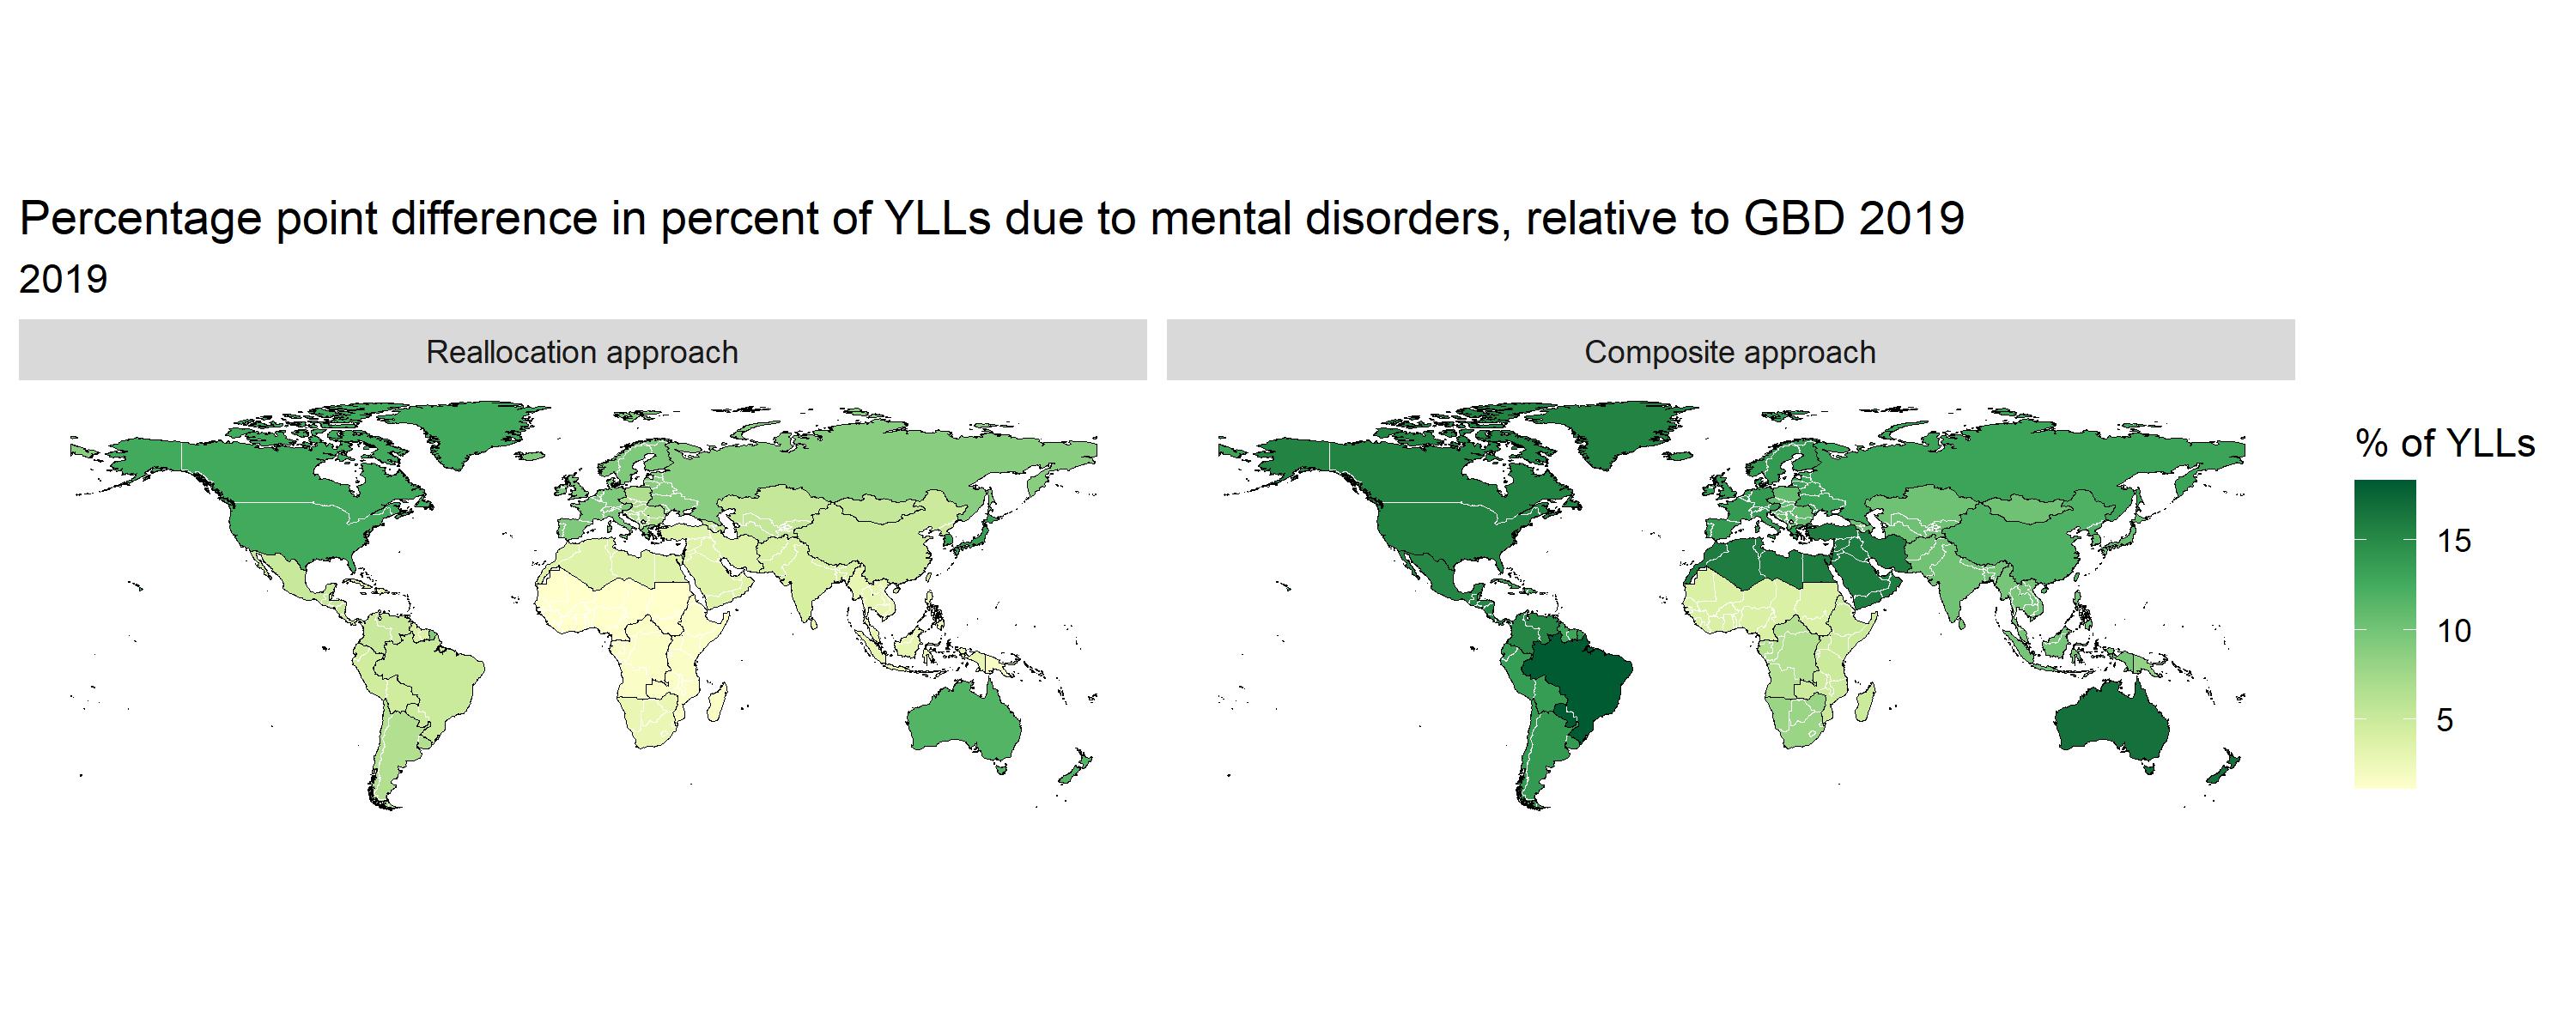 Percentage point difference in percent of YLLs due to mental disorders, relative to GBD 2019
2019
Reallocation approach
Composite approach
% of YLLs
15
10
5